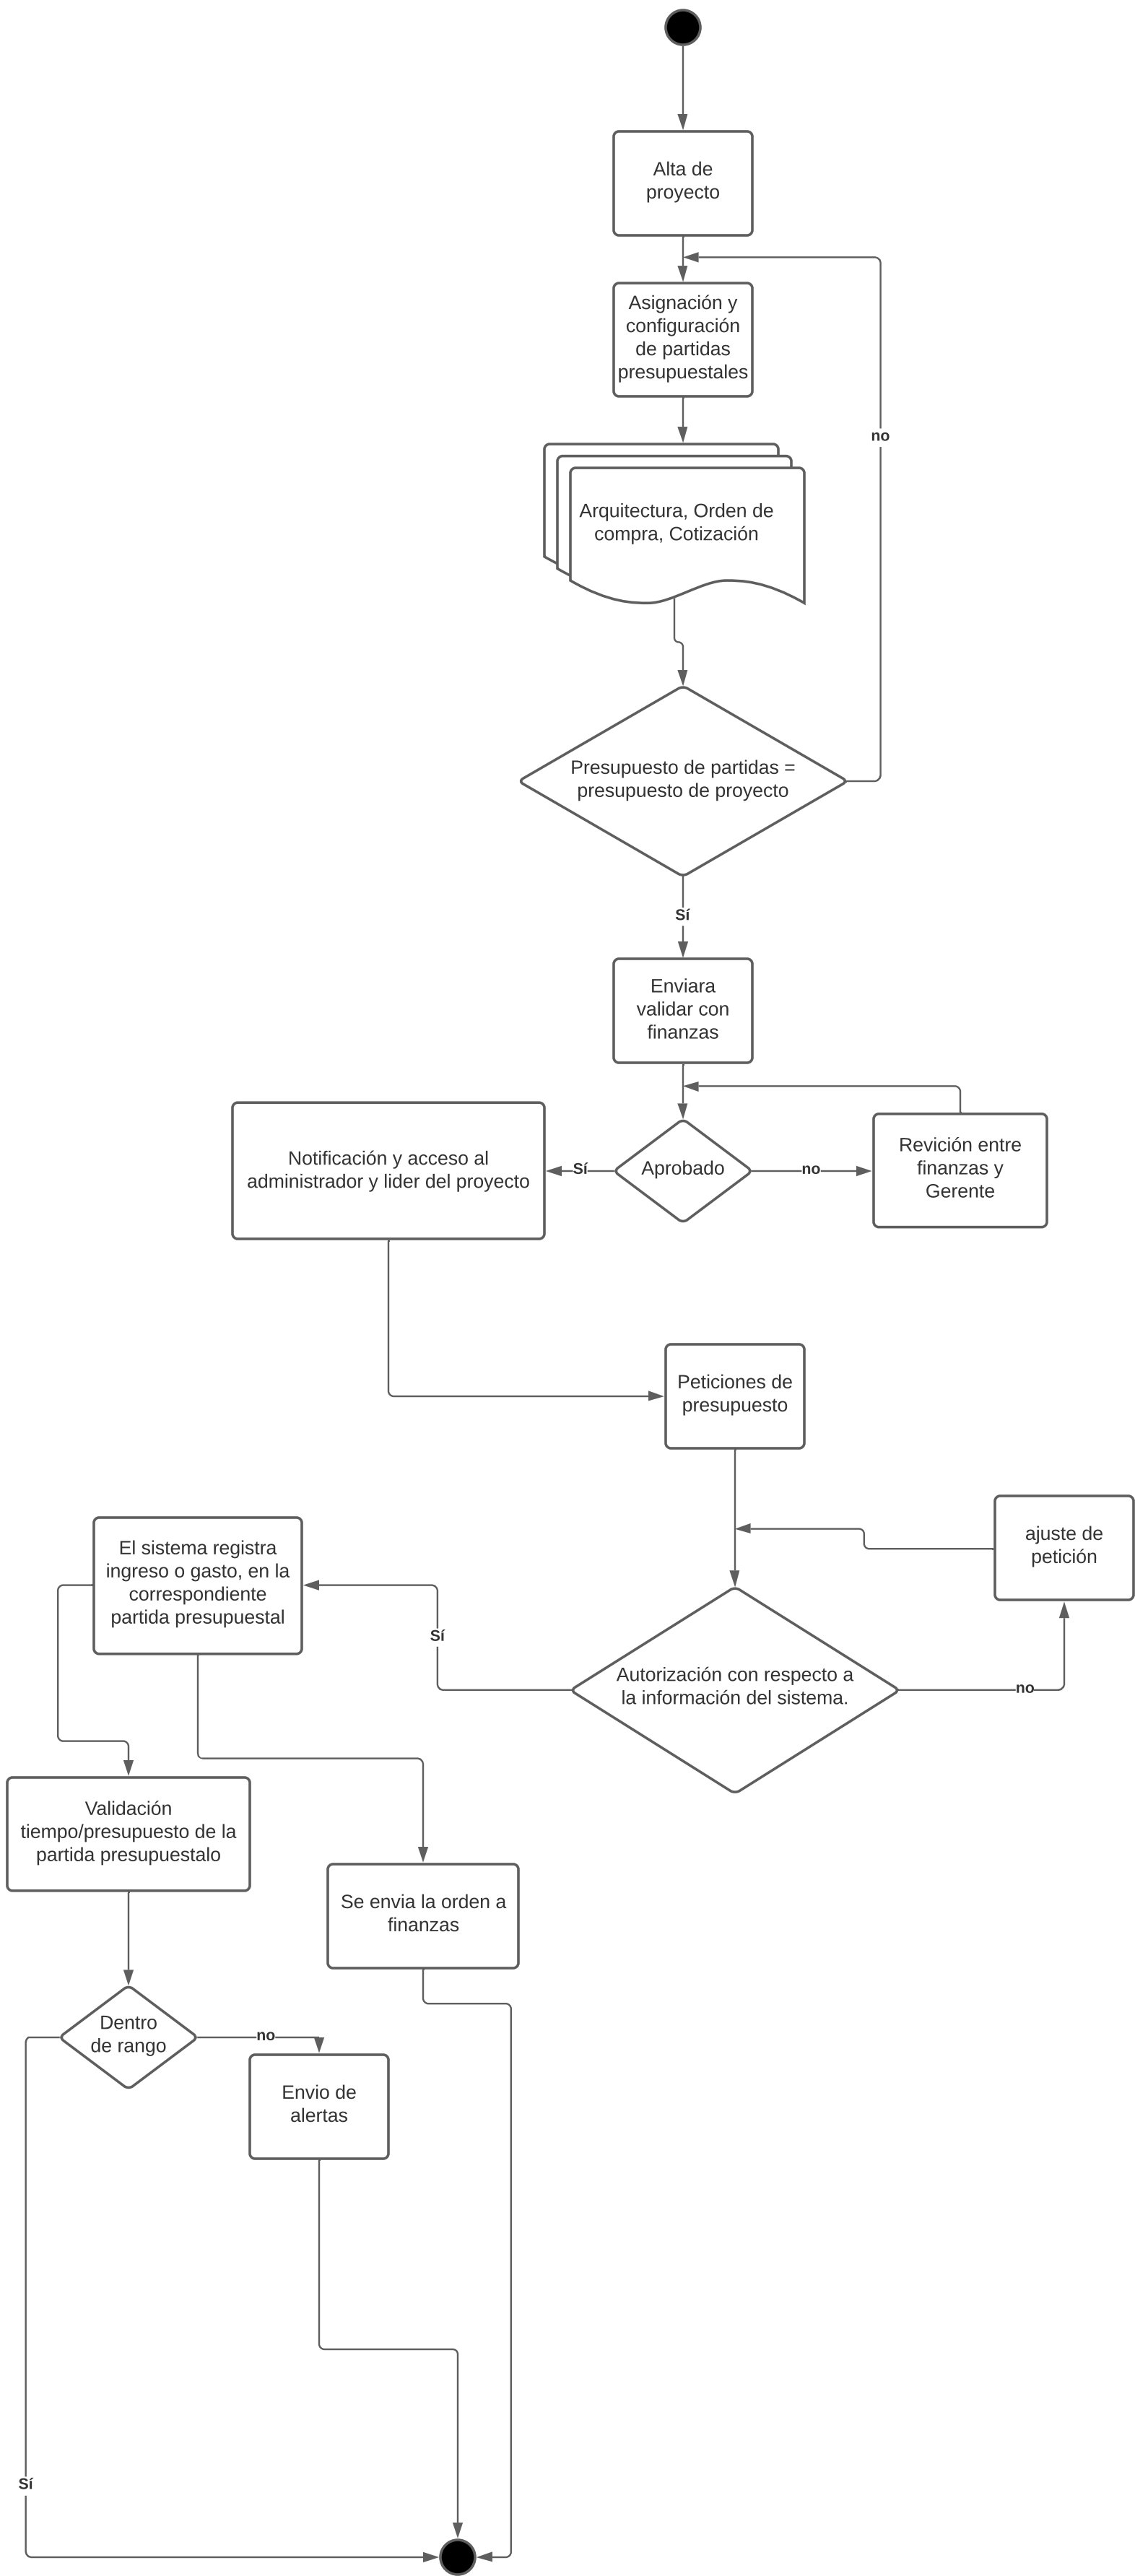 Alta de
proyecto
Asignación y
configuración
de partidas
presupuestales
no
Arquitectura, Orden de
compra, Cotización
Presupuesto de partidas =
presupuesto de proyecto
Sí
Enviara
validar con
finanzas
Notificación y acceso al
administrador y lider del proyecto
Sí
Aprobado
no
Revición entre
finanzas y
Gerente
Peticiones de
presupuesto
ajuste de
petición
El sistema registra
ingreso o gasto, en la
correspondiente
partida presupuestal
Sí
Autorización con respecto a
la información del sistema.
no
Validación
tiempo/presupuesto de la
partida presupuestalo
Se envia la orden a
finanzas
Dentro
de rango
no
Envio de
alertas
Sí